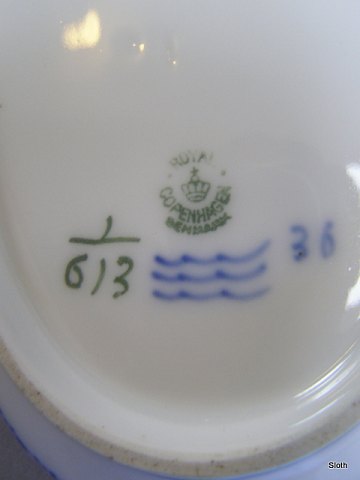 ROYAL
COPENHAGEN
DENMARK
1
613
36
Sloth